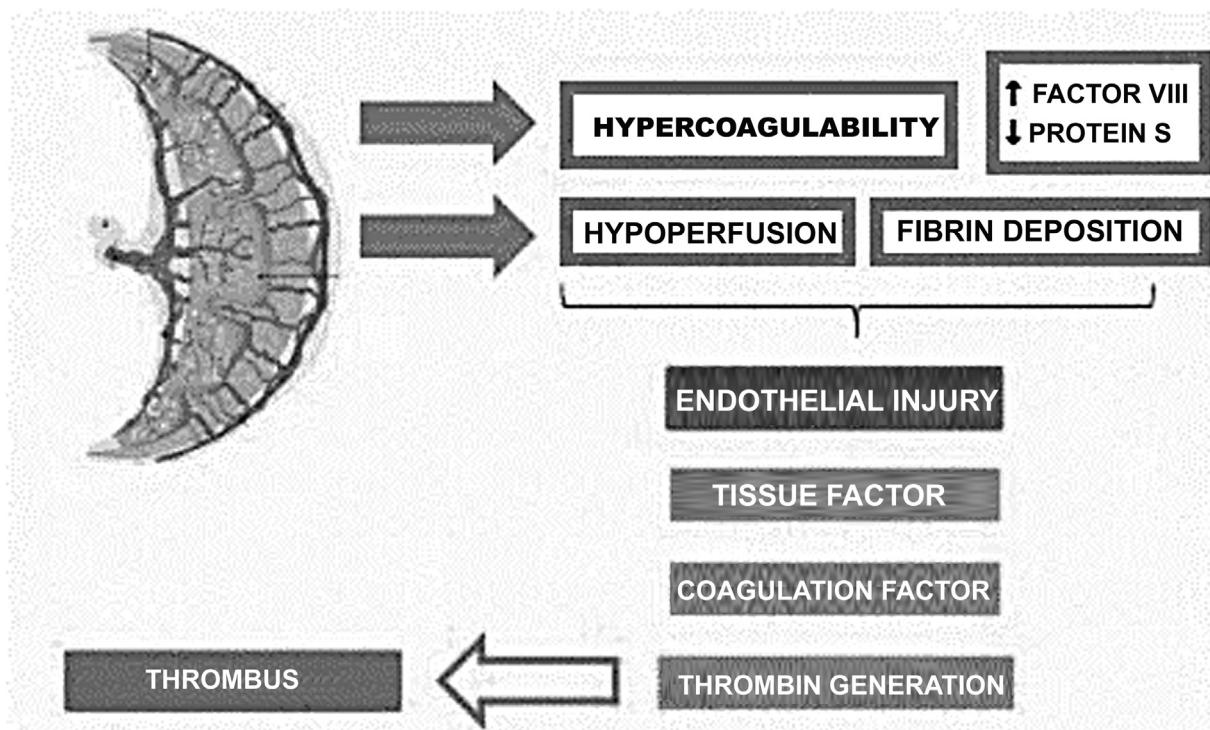 HYPERCOAGULABILITY
↑ FACTOR VIII
↓ PROTEIN S
HYPOPERFUSION
FIBRIN DEPOSITION
ENDOTHELIAL INJURY
TISSUE FACTOR
COAGULATION FACTOR
THROMBIN GENERATION
THROMBUS